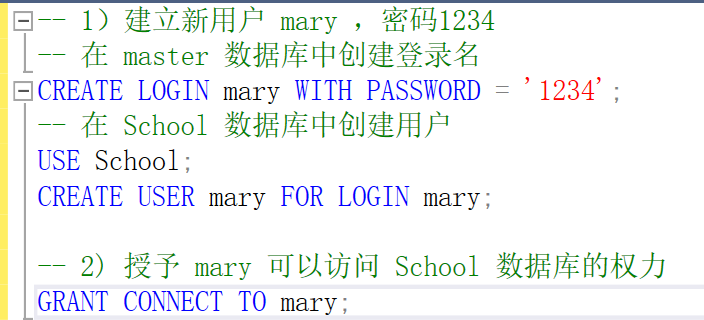 -- 1）建立新用户 mary ，密码1234
-- 在 master 数据库中创建登录名
CREATE LOGIN mary WITH PASSWORD = '1234';
-- 在 School 数据库中创建用户
USE School;
CREATE USER mary FOR LOGIN mary;
-- 2) 授予 mary 可以访问 School 数据库的权力
GRANT CONNECT TO mary;